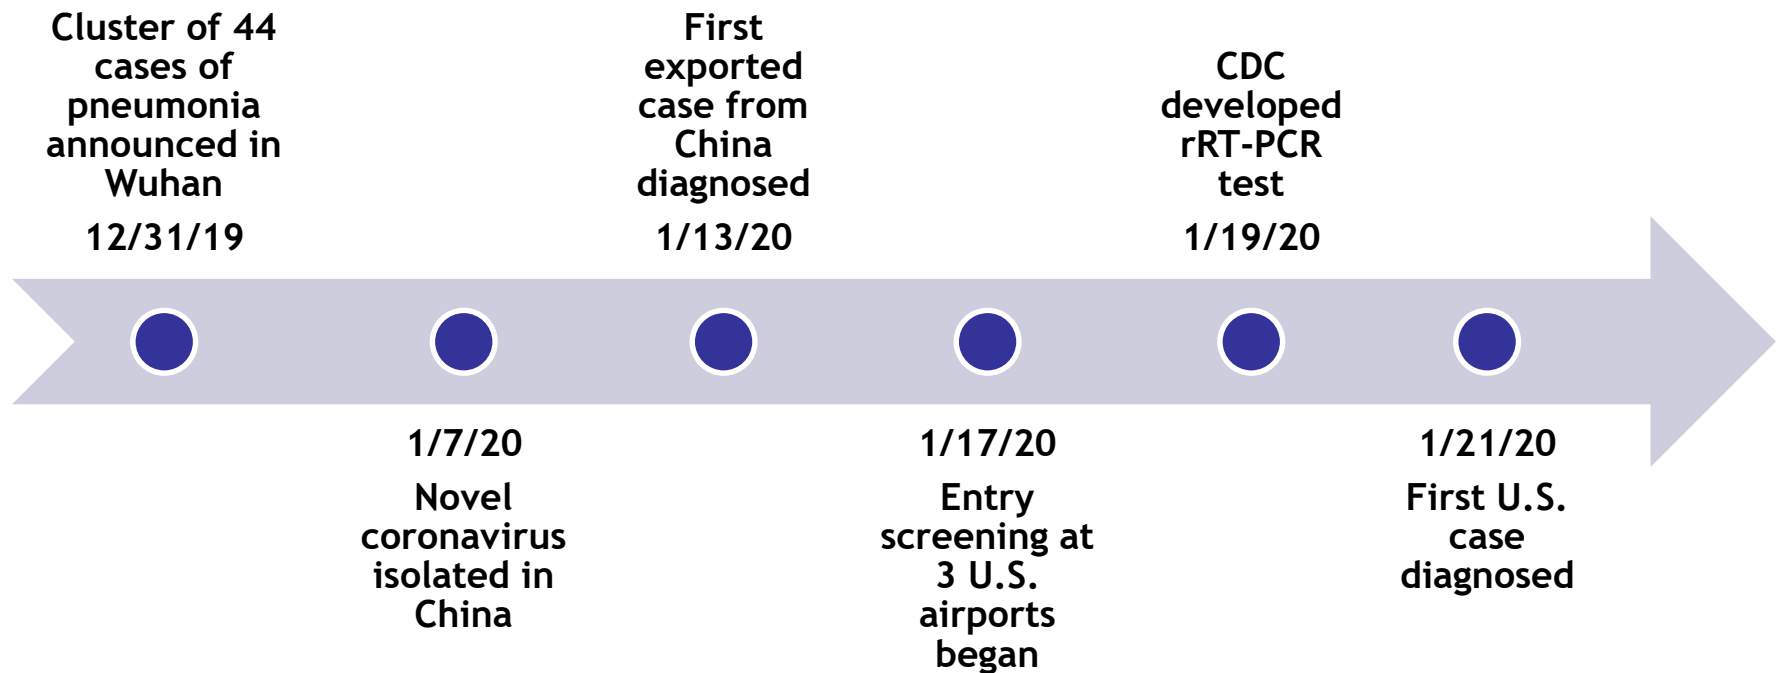 Cluster of 44
cases of
pneumonia
announced in
Wuhan
12/31/19
1/7/20
Novel
coronavirus
isolated in
China
First
exported
case from
China
diagnosed
1/13/20
1/17/20
Entry
screening at
3 U.S.
airports
began
CDC
developed
rRT-PCR
test
1/19/20
1/21/20
First U.S.
case
diagnosed